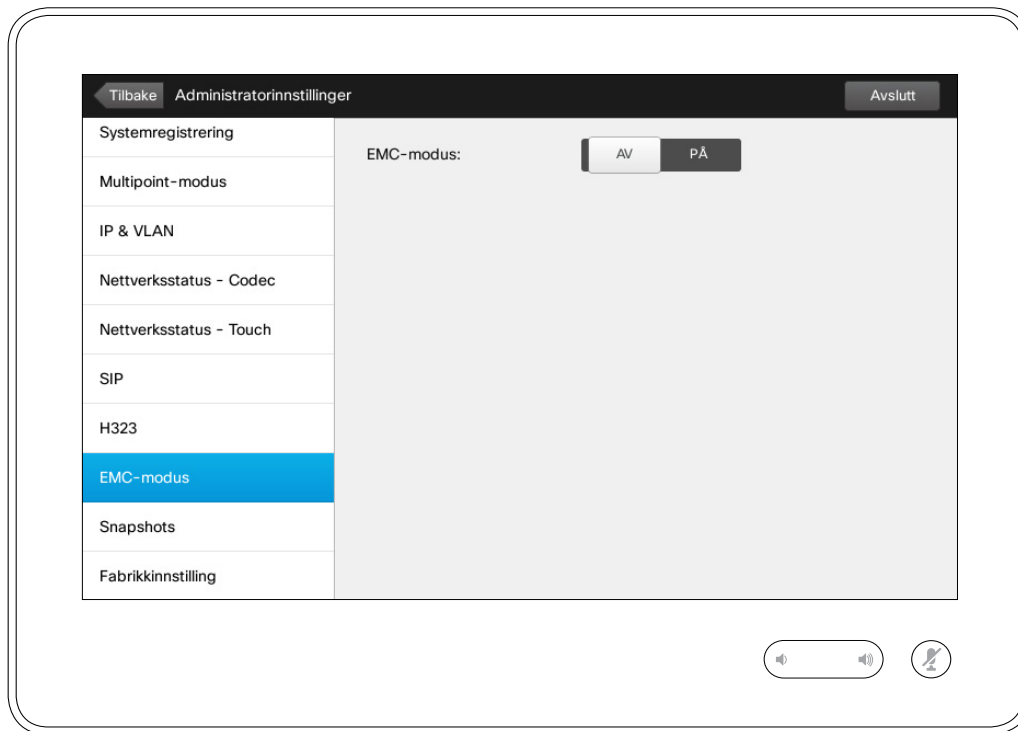 Tilbake Administratorinnstillinger Avslutt
Systemregistrering
EMC-modus: AV PÅ
Multipoint-modus
IP & VLAN
Nettverksstatus - Codec
Nettverksstatus - Touch
SIP
H323
EMC-modus
Snapshots
Fabrikkinnstilling